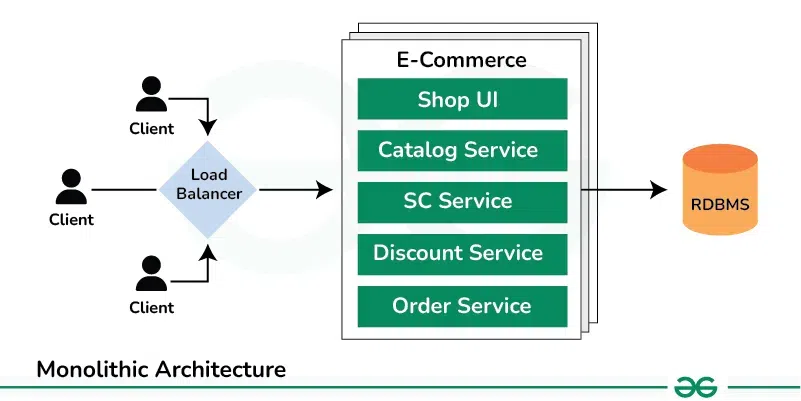 E-Commerce
Shop UI
Catalog Service
SC Service
Discount Service
Order Service
Client
Client
Client
Load
Balancer
RDBMS
Monolithic Architecture